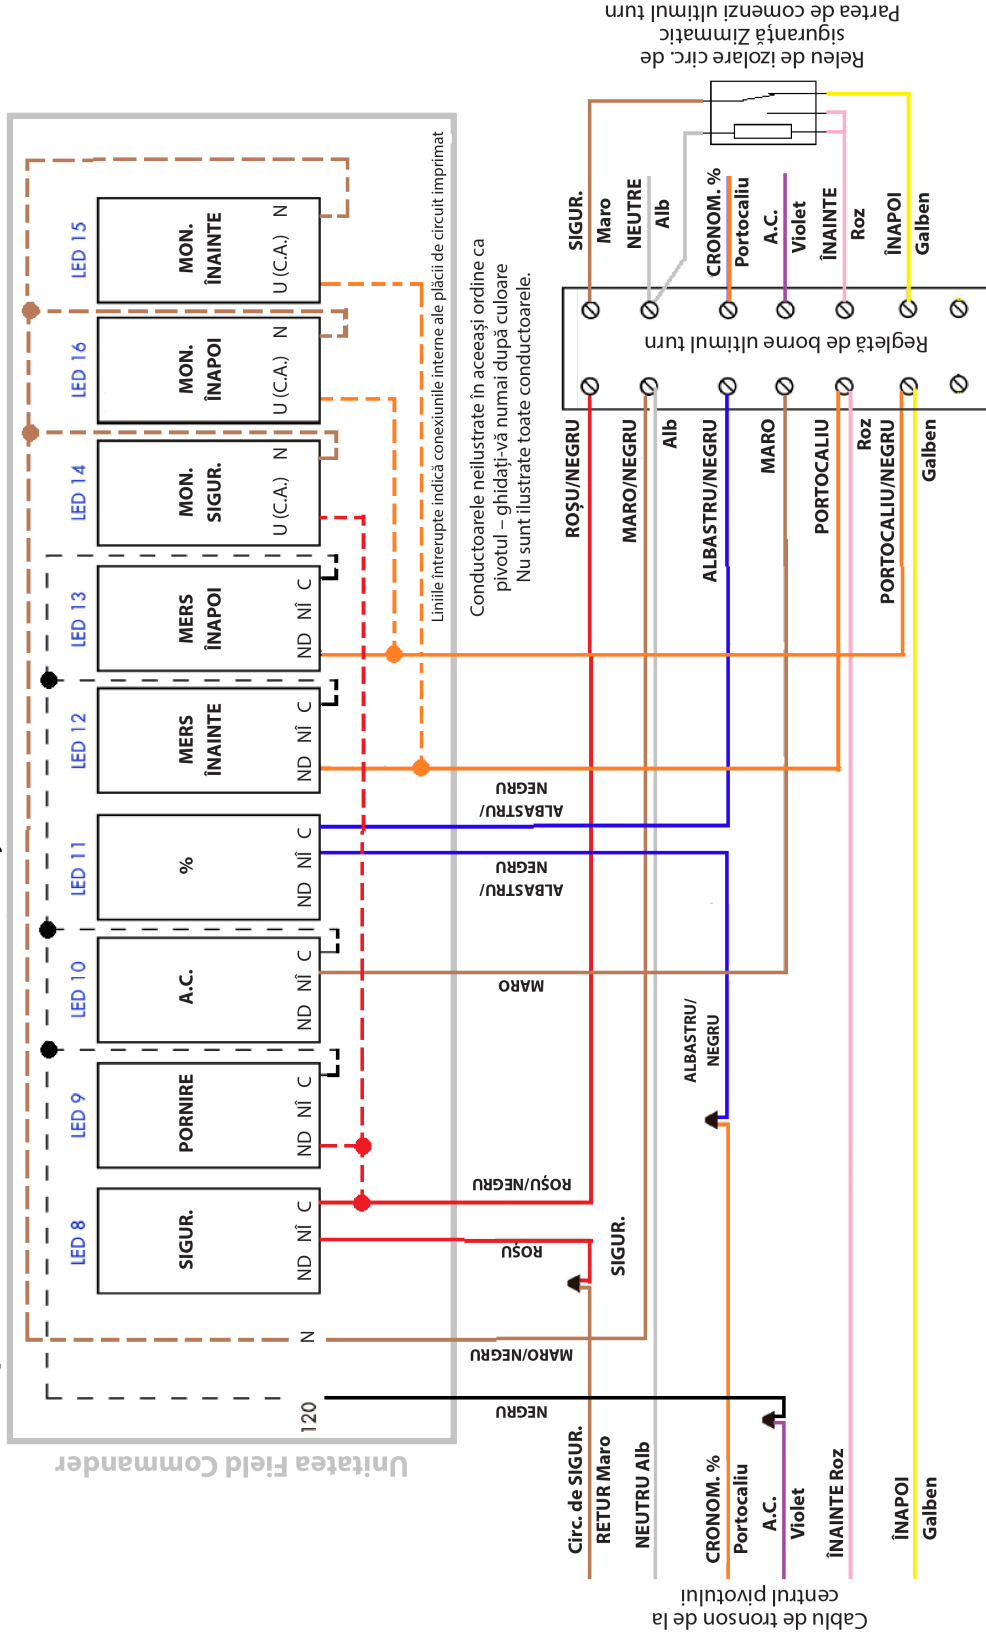 Unitatea Field Commander
LED 8
SIGUR.
ND NÎ C
LED 9
PORNIRE
ND NÎ C
LED 10
A.C.
ND NÎ C
LED 11
%
ND NÎ C
LED 12
MERS
ÎNAINTE
ND NÎ C
LED 13
MERS
ÎNAPOI
ND NÎ C
LED 14
MON.
SIGUR.
U (C.A.) N
LED 16
MON.
ÎNAPOI
U (C.A.) N
LED 15
MON.
ÎNAINTE
U (C.A.) N
120
N
Liniile întrerupte indică conexiunile interne ale plăcii de circuit imprimat
Conductoarele neilustrate în aceeași ordine ca
pivotul – ghidați-vă numai după culoare
Nu sunt ilustrate toate conductoarele.
NEGRU
MARO/NEGRU
ROȘU
ROȘU/NEGRU
MARO
ALBASTRU/
NEGRU
ALBASTRU/
NEGRU
SIGUR.
ALBASTRU/
NEGRU
Cablu de tronson de la
centrul pivotului
Circ. de SIGUR.
RETUR Maro
NEUTRU Alb
CRONOM. %
Portocaliu
A.C.
Violet
ÎNAINTE Roz
ÎNAPOI
Galben
ROȘU/NEGRU
MARO/NEGRU
Alb
ALBASTRU/NEGRU
MARO
PORTOCALIU
Roz
PORTOCALIU/NEGRU
Galben
Regletă de borne ultimul turn
SIGUR.
Maro
NEUTRE
Alb
CRONOM. %
Portocaliu
A.C.
Violet
ÎNAINTE
Roz
ÎNAPOI
Galben
Releu de izolare circ. de
siguranță Zimmatic
Partea de comenzi ultimul turn